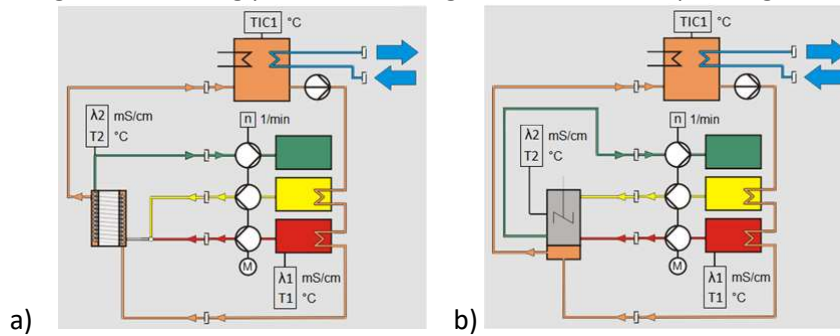 TIC1 °C
λ2 mS/cm
T2 °C
n 1/min
M
λ1 mS/cm
T1 °C
a)
TIC1 °C
n 1/min
λ2 mS/cm
T2 °C
M
λ1 mS/cm
T1 °C
b)